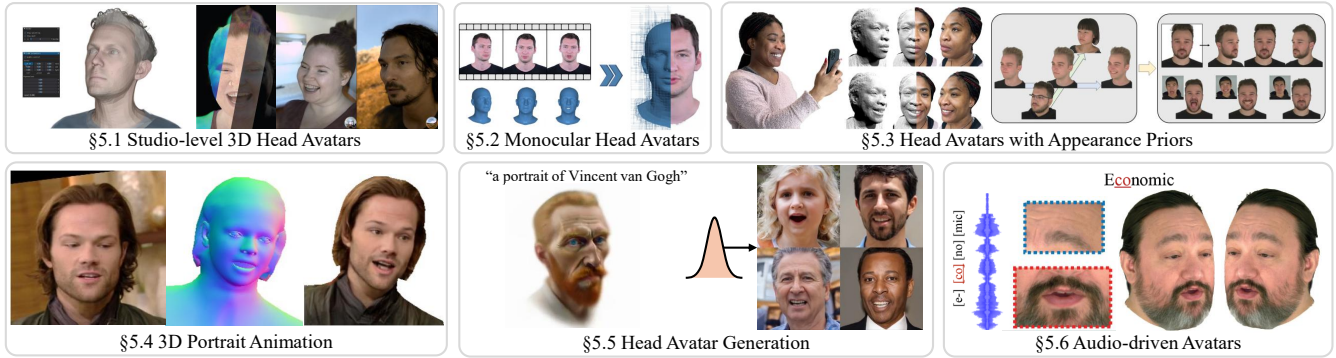 §5.1 Studio-level 3D Head Avatars
§5.2 Monocular Head Avatars
§5.3 Head Avatars with Appearance Priors
§5.4 3D Portrait Animation
“a portrait of Vincent van Gogh”
§5.5 Head Avatar Generation
Economic
[e-] [co] [no] [mic]
§5.6 Audio-driven Avatars